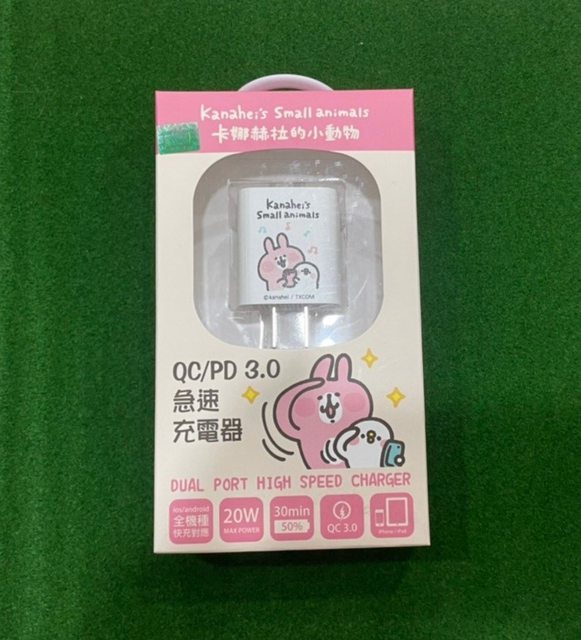 Kanahei's Small animals
卡娜赫拉的小動物
Kanahei's
Small animals
©kanahei / TXCOM
QC/PD 3.0
急速
充電器
DUAL PORT HIGH SPEED CHARGER
ios/android
全機種
快充對應
20W
MAX POWER
30min
50%
QC 3.0
iPhone / iPad